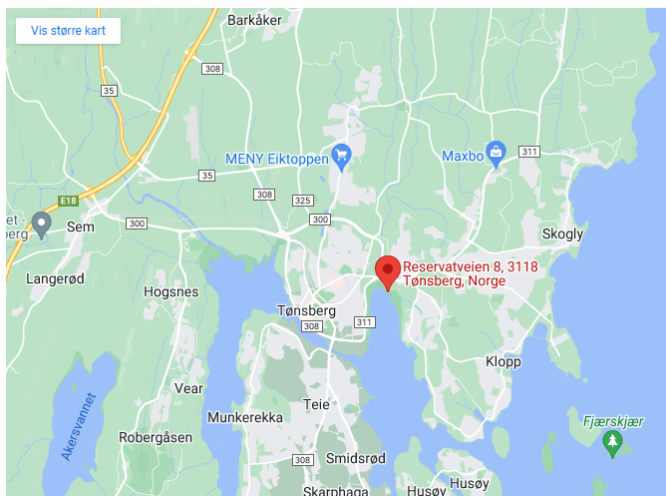 Barkåker
Vis større kart
308
300
35
311
MENY Eiktoppen
Maxbo
35
308
325
E18
300
300
Sem
Skogly
Langerød
Hogsnes
Reservatveien 8, 3118
Tønsberg, Norge
Tønsberg
308
311
Klopp
Vear
Akersvannet
Teie
Munkerekka
Fjærskjær
Robergåsen
308
Smidsrød
Skarphaga
Husøy
Husøy